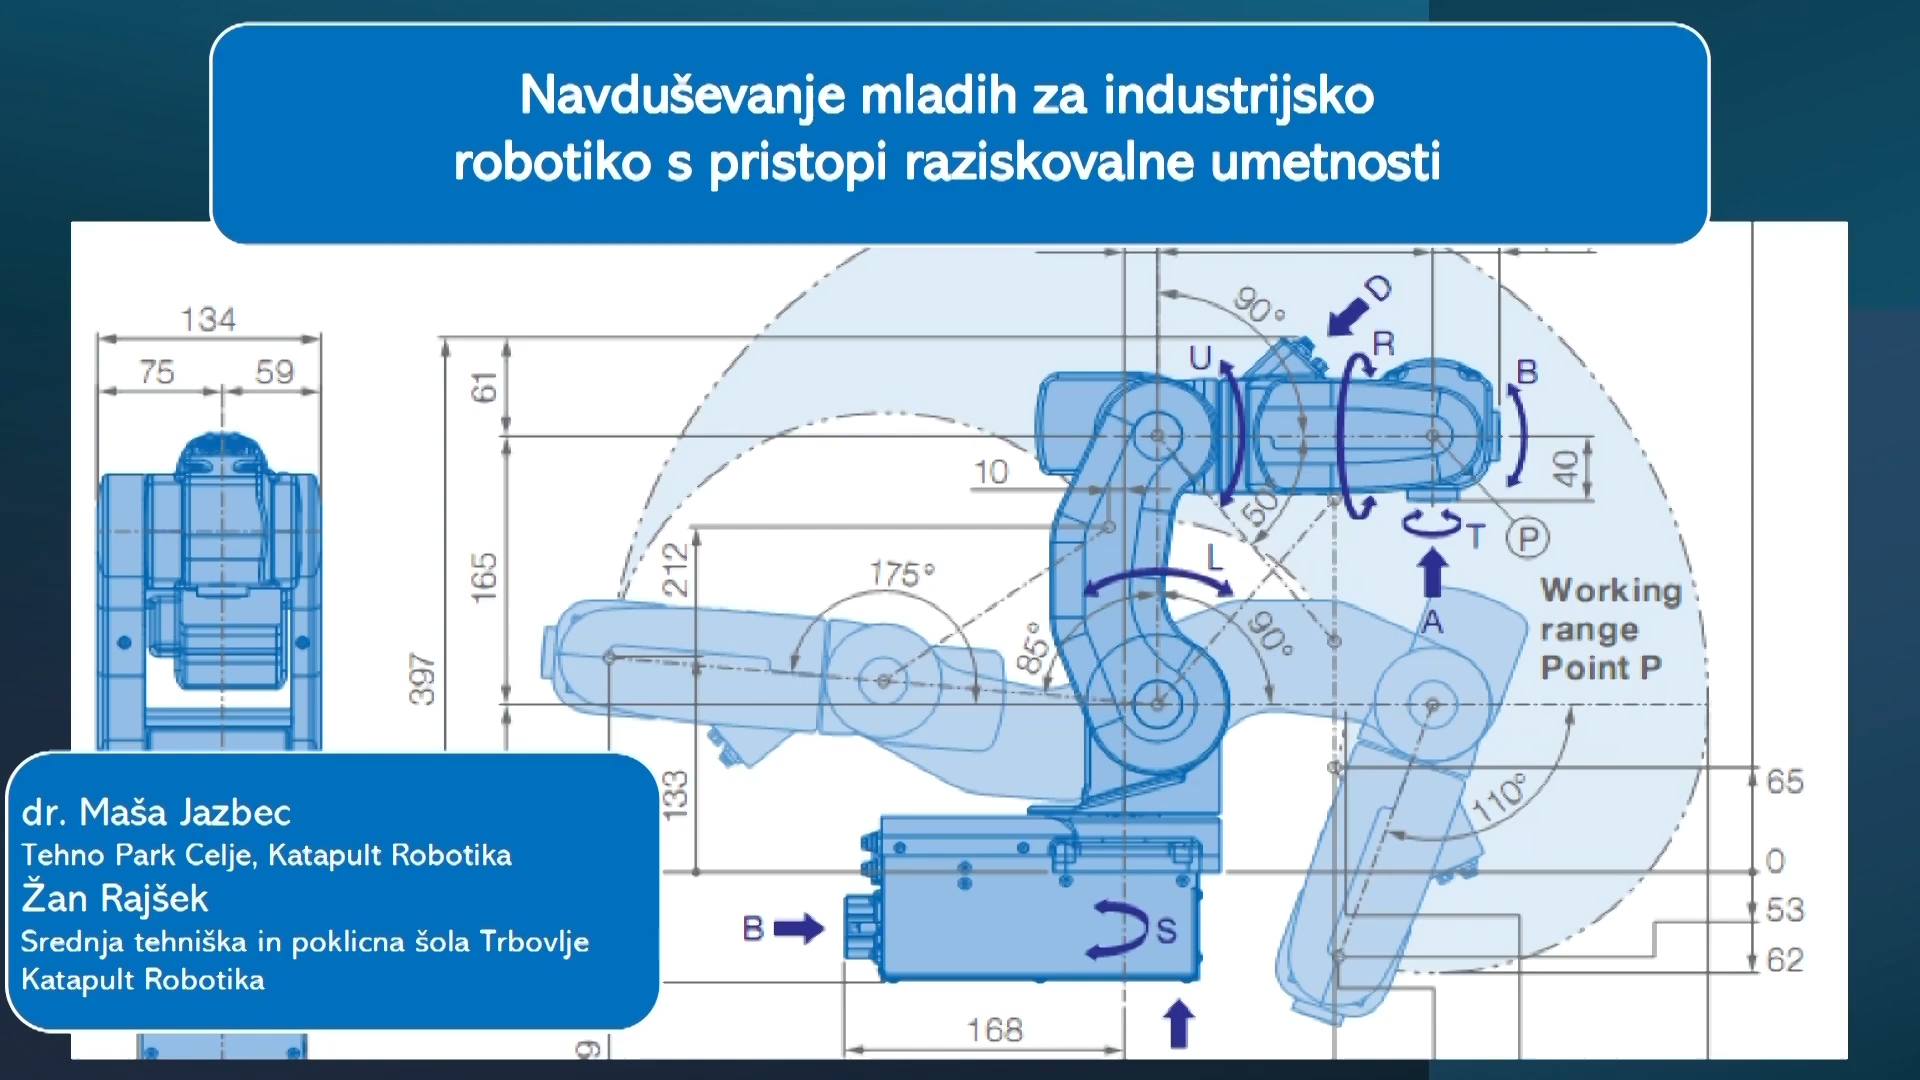 Navduševanje mladih za industrijsko
robotiko s pristopi raziskovalne umetnosti
134
75
59
61
165
397
212
133
10
175°
85°
90°
90°
50°
110°
U
D
R
B
40
T
P
L
A
Working
range
Point P
65
0
53
62
B
S
168
9
dr. Maša Jazbec
Tehno Park Celje, Katapult Robotika
Žan Rajšek
Srednja tehniška in poklicna šola Trbovlje
Katapult Robotika